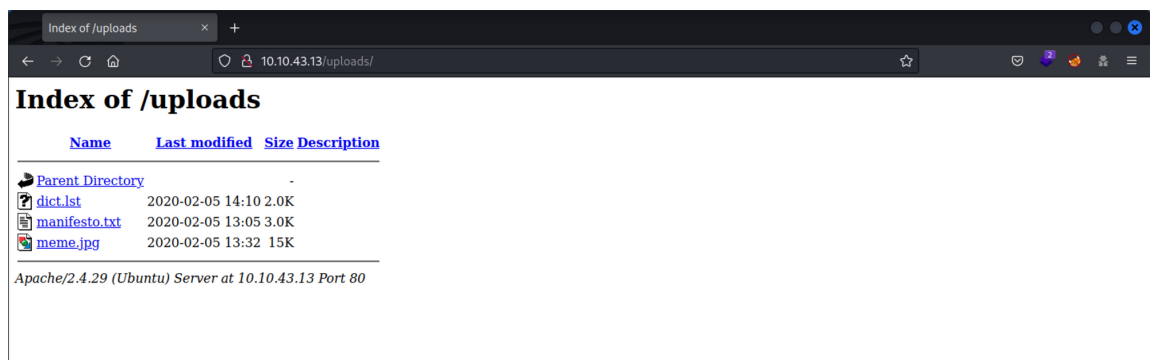 Index of /uploads
10.10.43.13/uploads/
2
Index of /uploads
Name Last modified Size Description
Parent Directory -
dict.lst 2020-02-05 14:10 2.0K
manifesto.txt 2020-02-05 13:05 3.0K
meme.jpg 2020-02-05 13:32 15K
Apache/2.4.29 (Ubuntu) Server at 10.10.43.13 Port 80